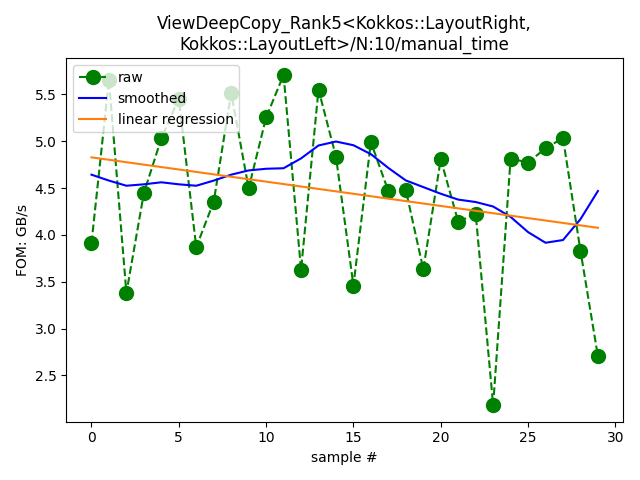 ViewDeepCopy_Rank5<Kokkos::LayoutRight,
Kokkos::LayoutLeft>/N:10/manual_time
raw
smoothed
linear regression
FOM: GB/s
5.5
5.0
4.5
4.0
3.5
3.0
2.5
0
5
10
15
20
25
30
sample #